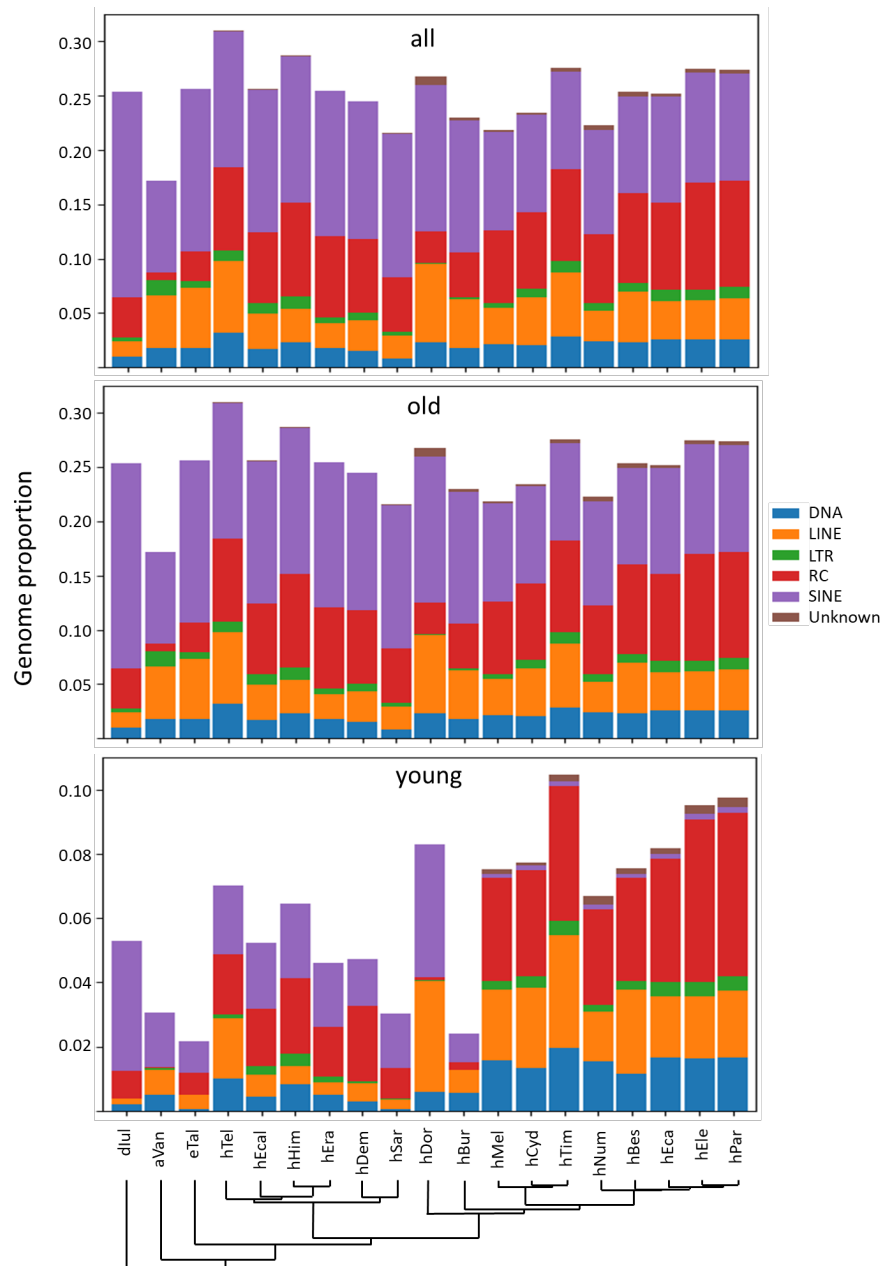 all
0.30
0.25
0.20
0.15
0.10
0.05
old
0.30
0.25
0.20
0.15
0.10
0.05
Genome proportion
DNA
LINE
LTR
RC
SINE
Unknown
young
0.10
0.08
0.06
0.04
0.02
dIul
aVan
eTal
hTel
hEcal
hHim
hEra
hDem
hSar
hDor
hBur
hMel
hCyd
hTim
hNum
hBes
hEca
hEle
hPar